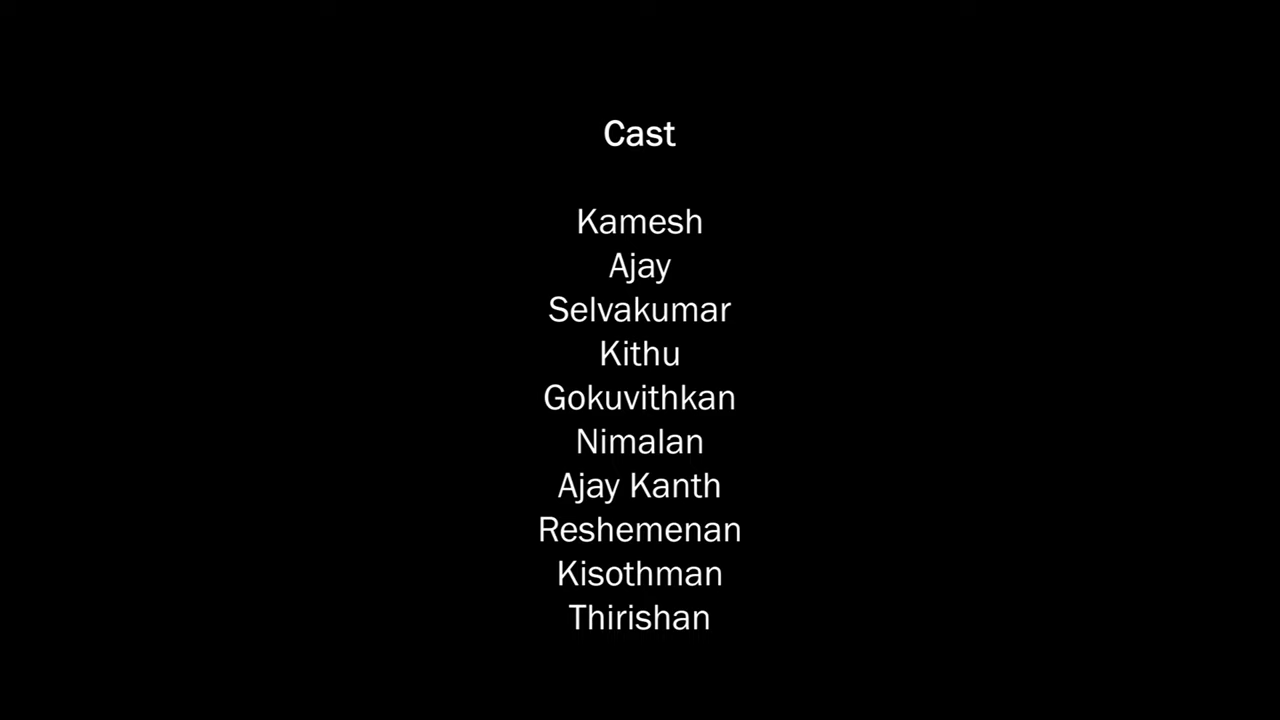 Cast
Kamesh
Ajay
Selvakumar
Kithu
Gokuvithkan
Nimalan
Ajay Kanth
Reshemenan
Kisothman
Thirishan